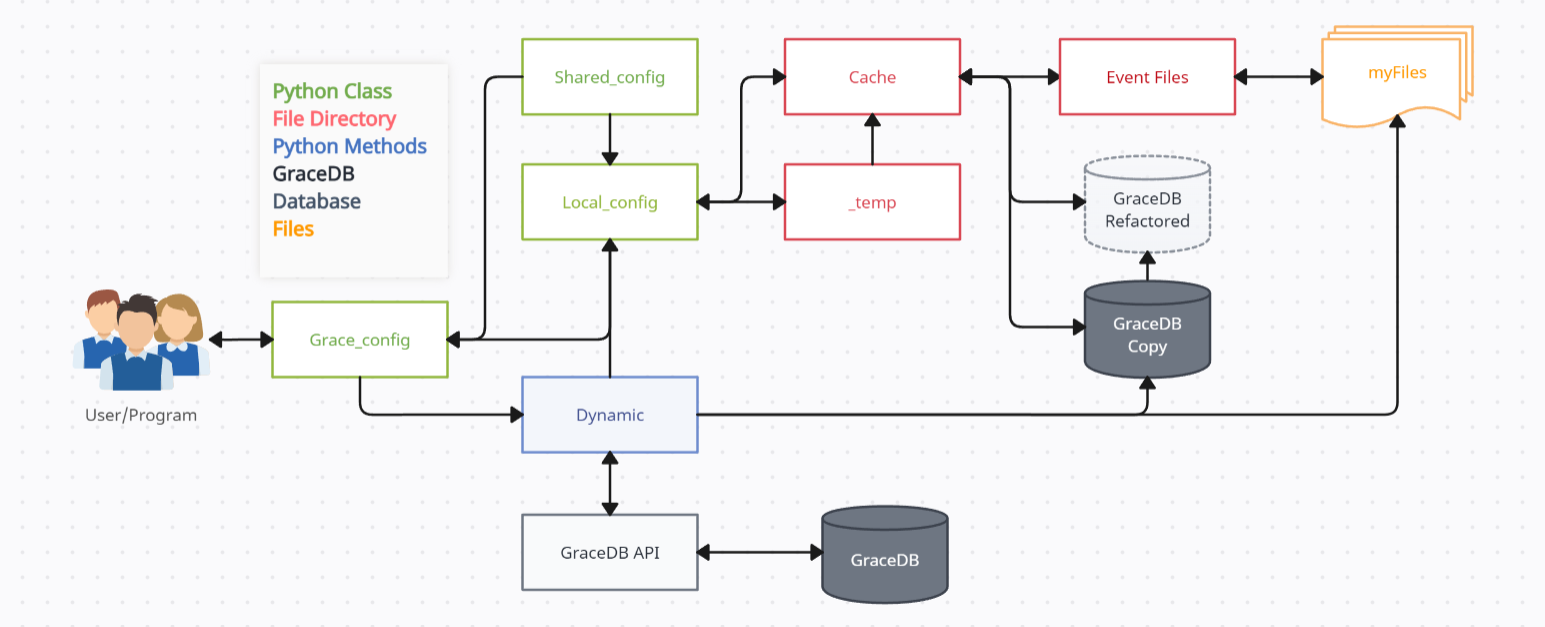 Shared_config
Cache
Event Files
myFiles
Python Class
File Directory
Python Methods
GraceDB
Database
Files
Local_config
_temp
GraceDB
Refactored
Grace_config
GraceDB
Copy
User/Program
Dynamic
GraceDB API
GraceDB